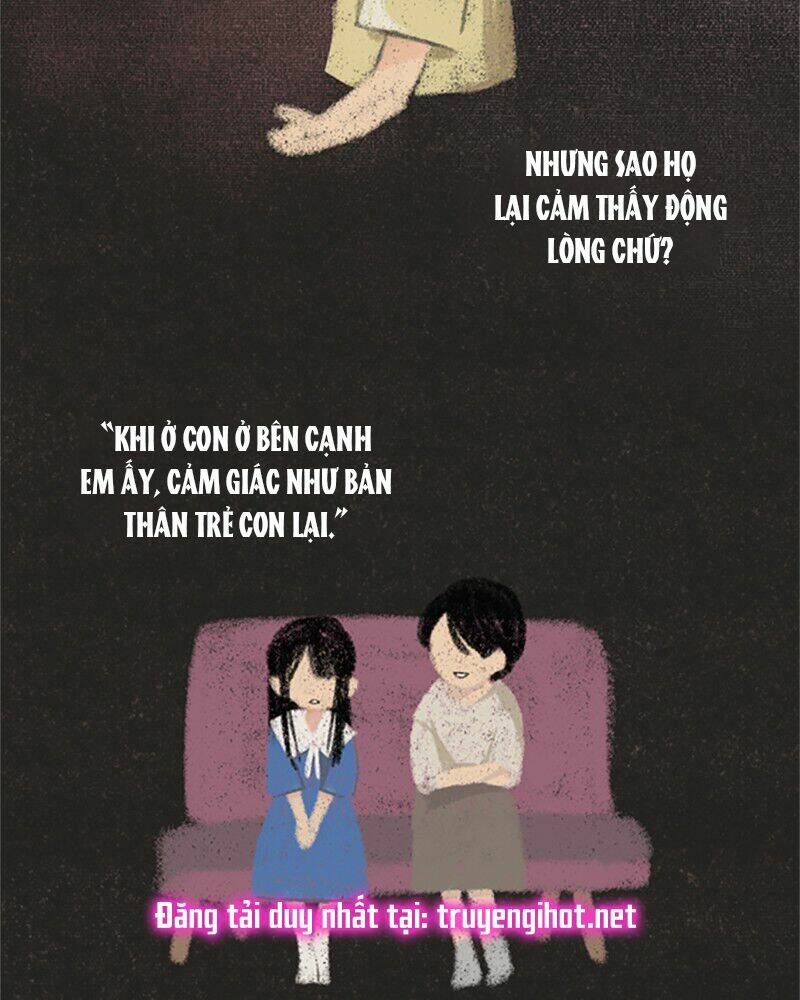 NHƯNG SAO HỌ
LẠI CẢM THẤY ĐỘNG
LÒNG CHỨ?
“KHI Ở CON Ở BÊN CẠNH
EM ẤY, CẢM GIÁC NHƯ BẢN
THÂN TRẺ CON LẠI.”
Đăng tải duy nhất tại: truyengihot.net